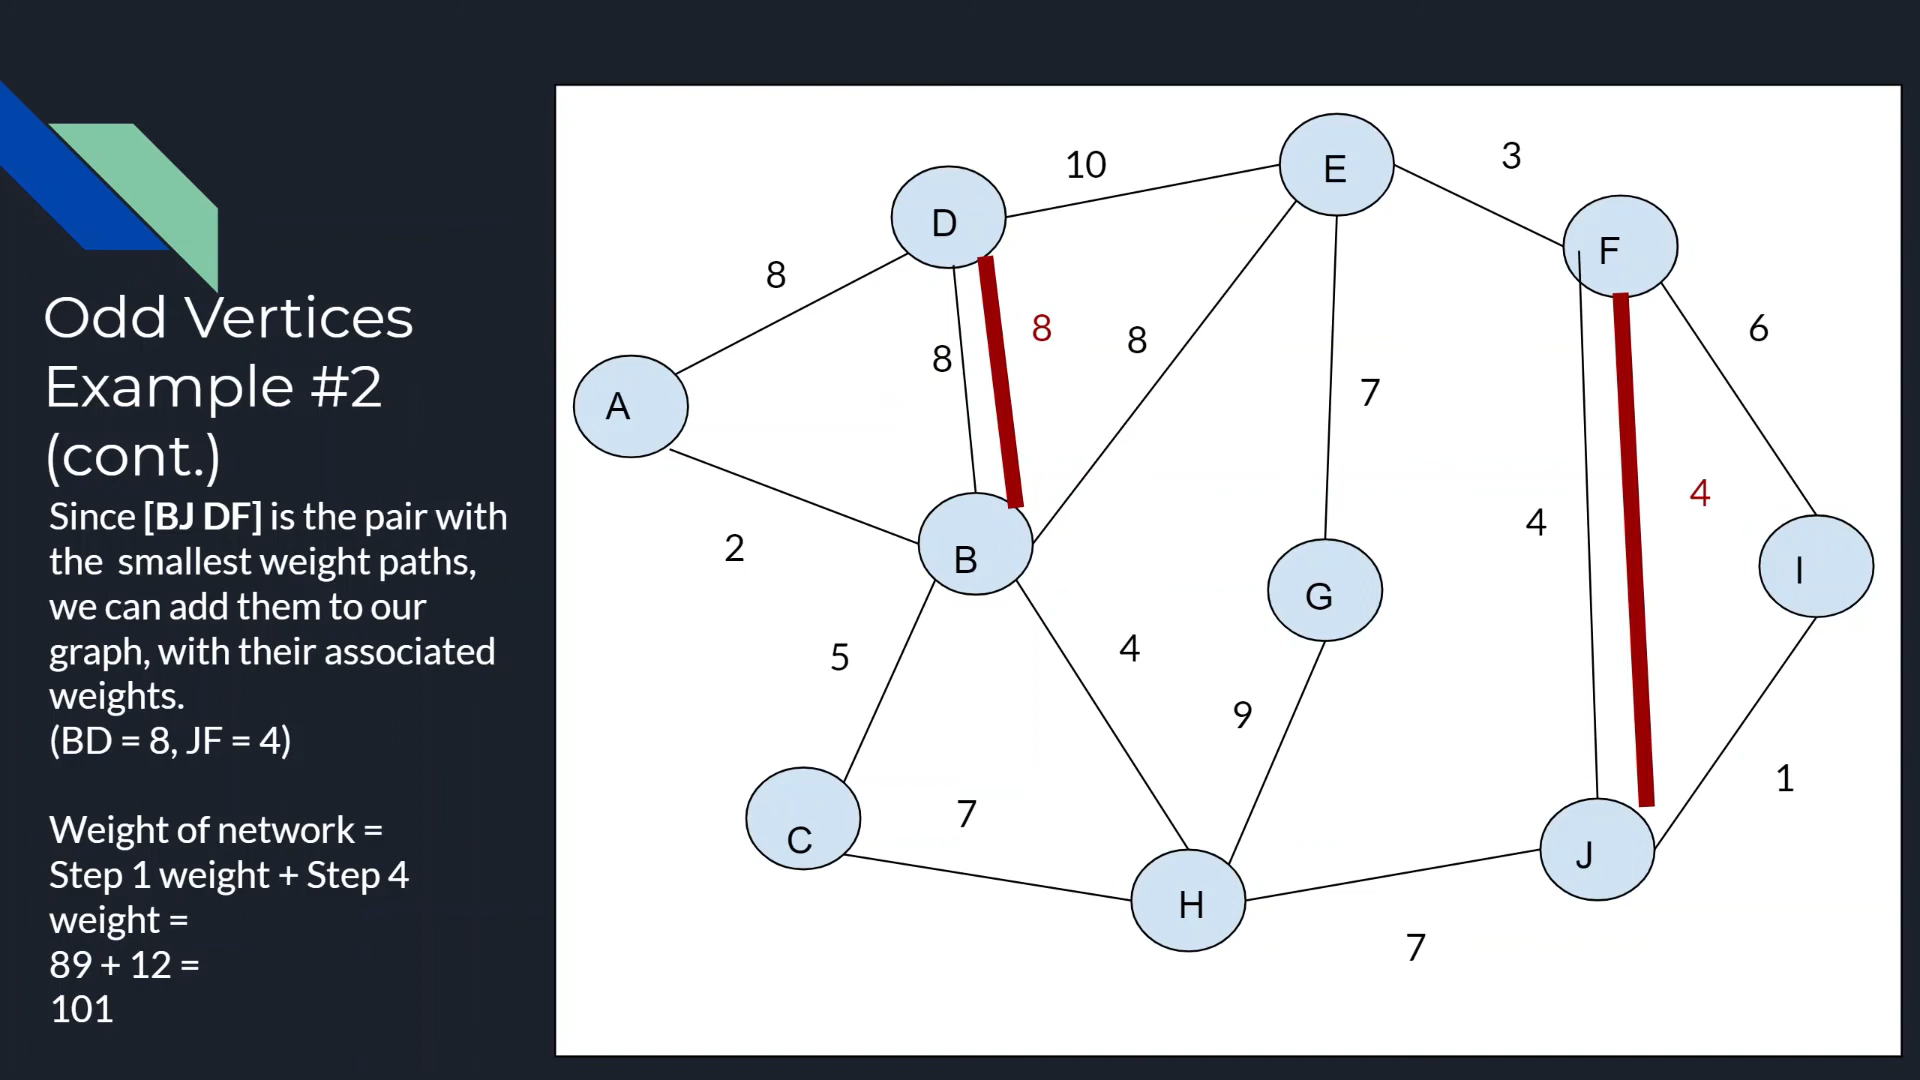 Odd Vertices
Example #2
(cont.)
Since [BJ DF] is the pair with
the smallest weight paths,
we can add them to our
graph, with their associated
weights.
(BD = 8, JF = 4)
Weight of network =
Step 1 weight + Step 4
weight =
89 + 12 =
101
10
E
3
D
F
8
8
8
8
6
A
7
2
B
4
4
G
I
5
4
9
7
C
1
H
J
7